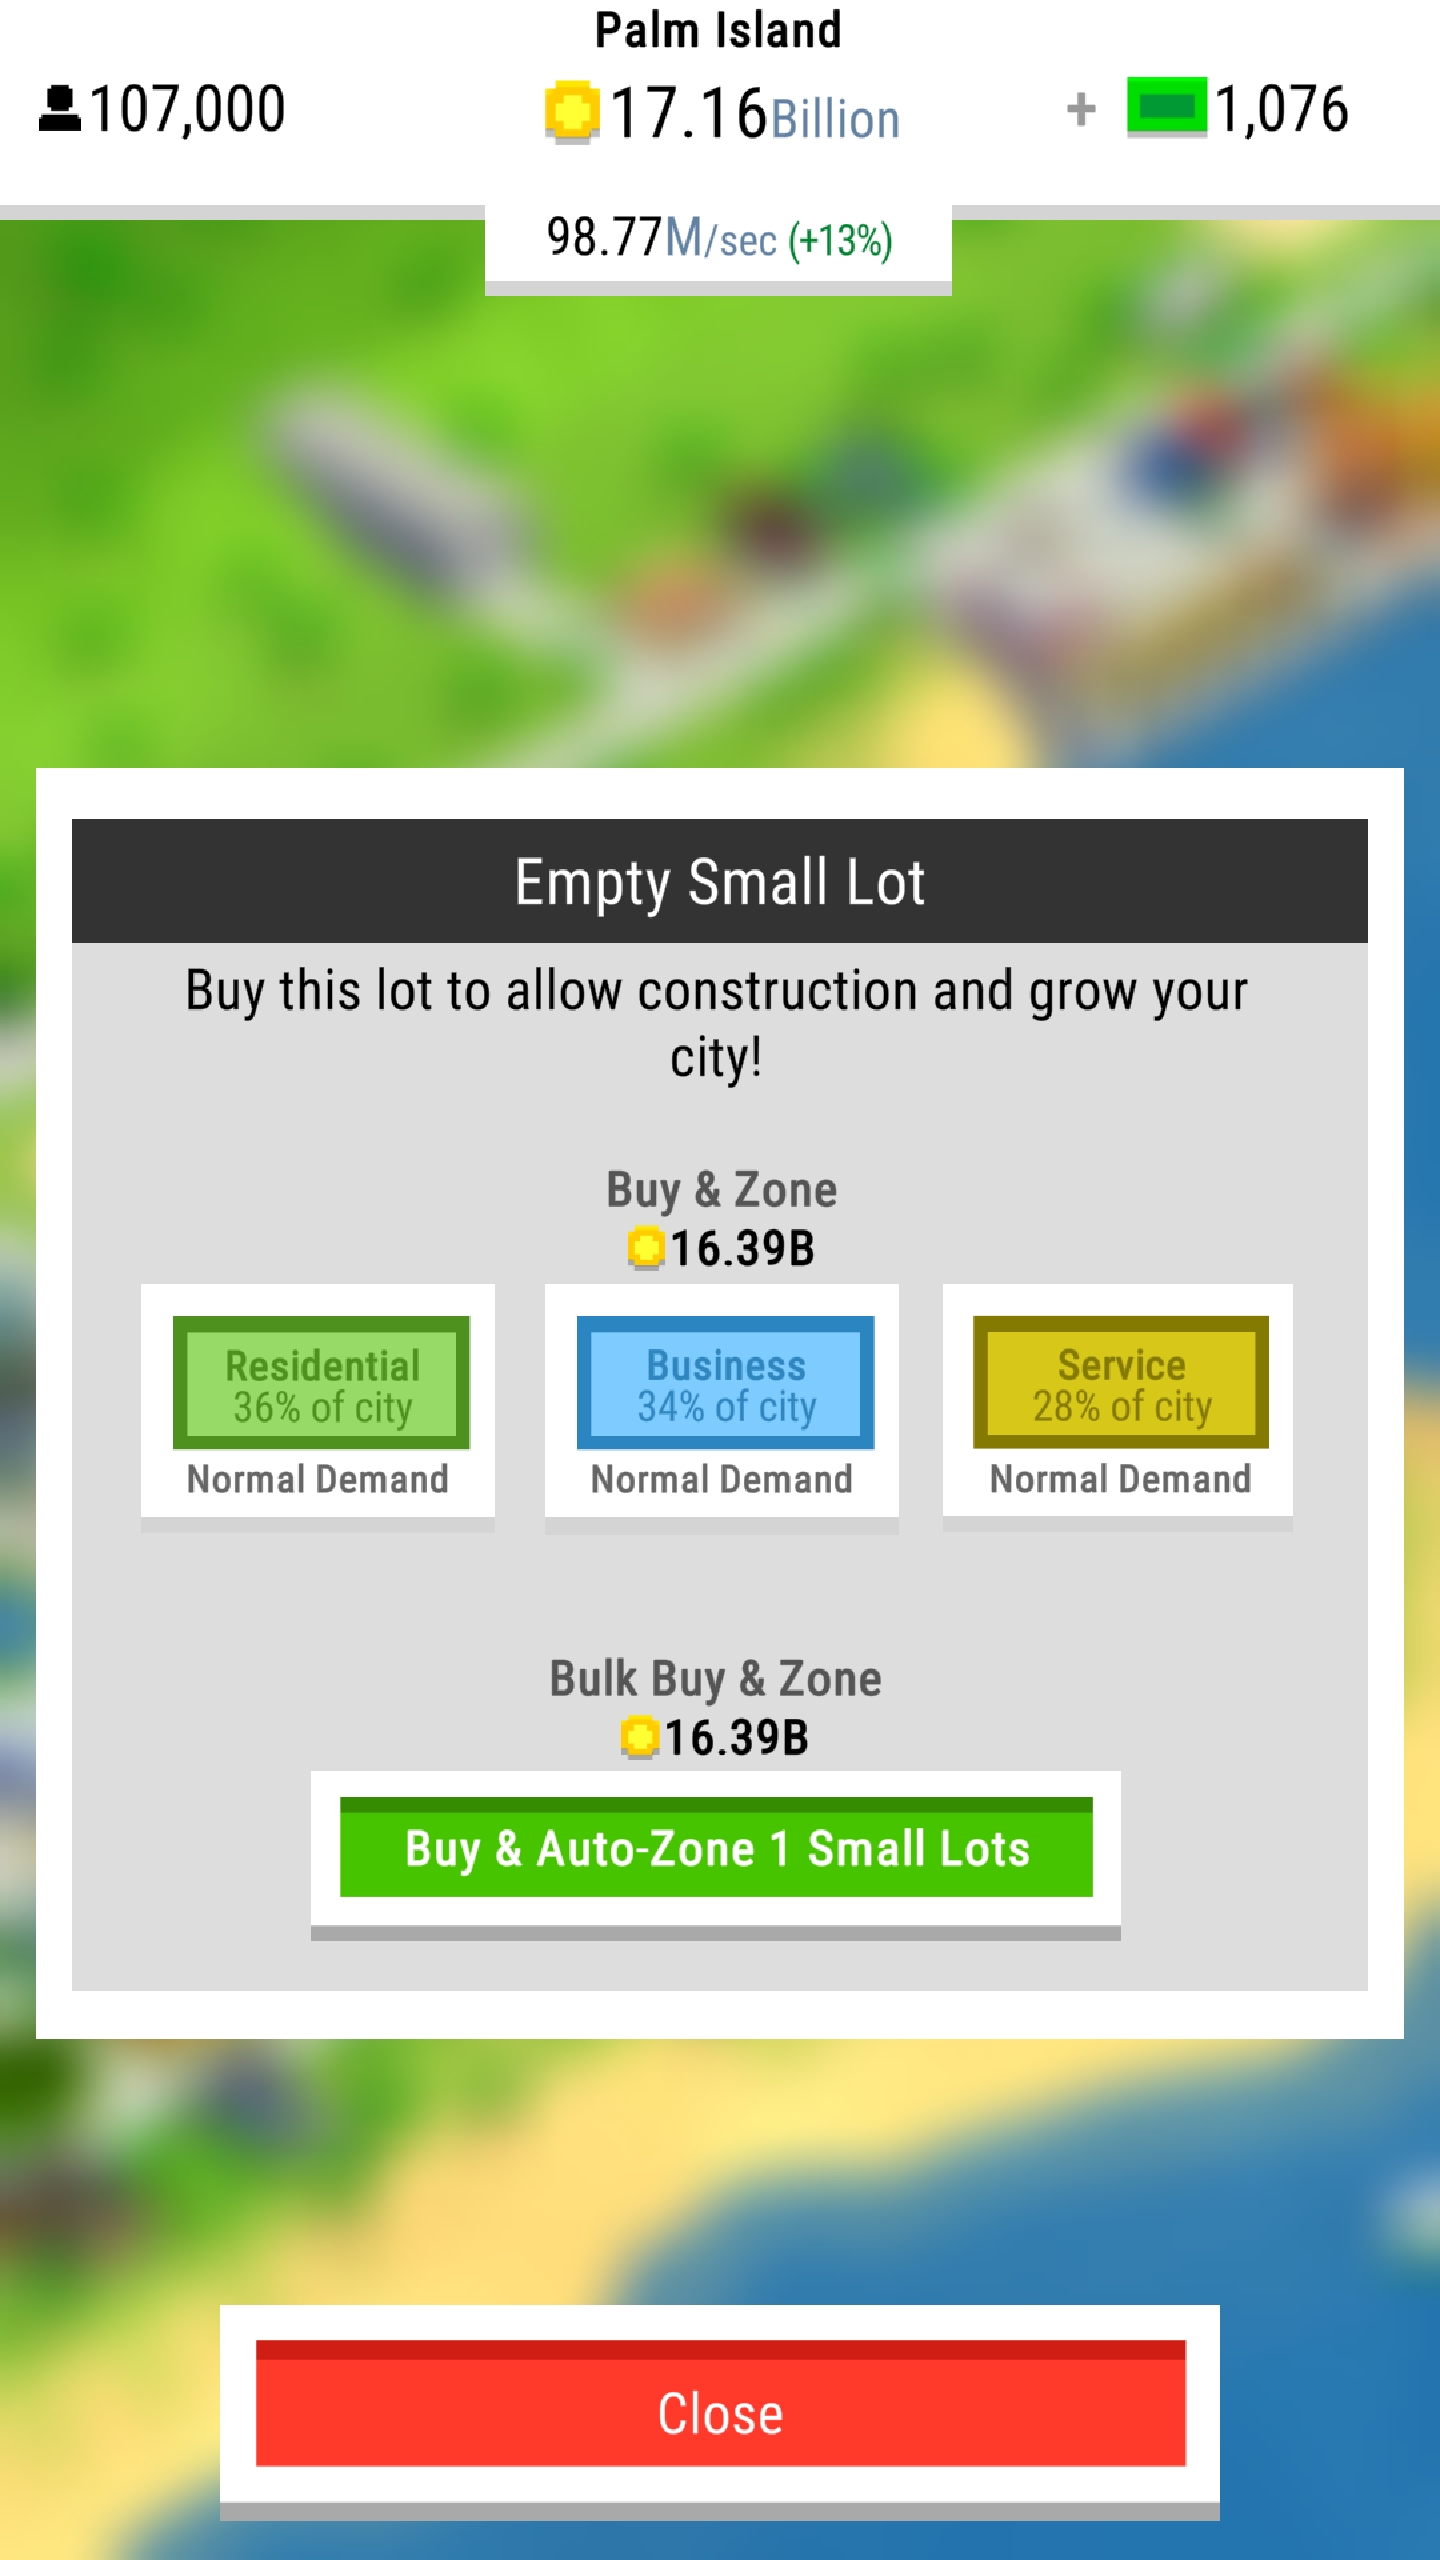 Palm Island
107,000
17.16Billion
+ 1,076
98.77M/sec (+13%)
Empty Small Lot
Buy this lot to allow construction and grow your
city!
Buy & Zone
16.39B
Residential
36% of city
Normal Demand
Business
34% of city
Normal Demand
Service
28% of city
Normal Demand
Bulk Buy & Zone
16.39B
Buy & Auto-Zone 1 Small Lots
Close